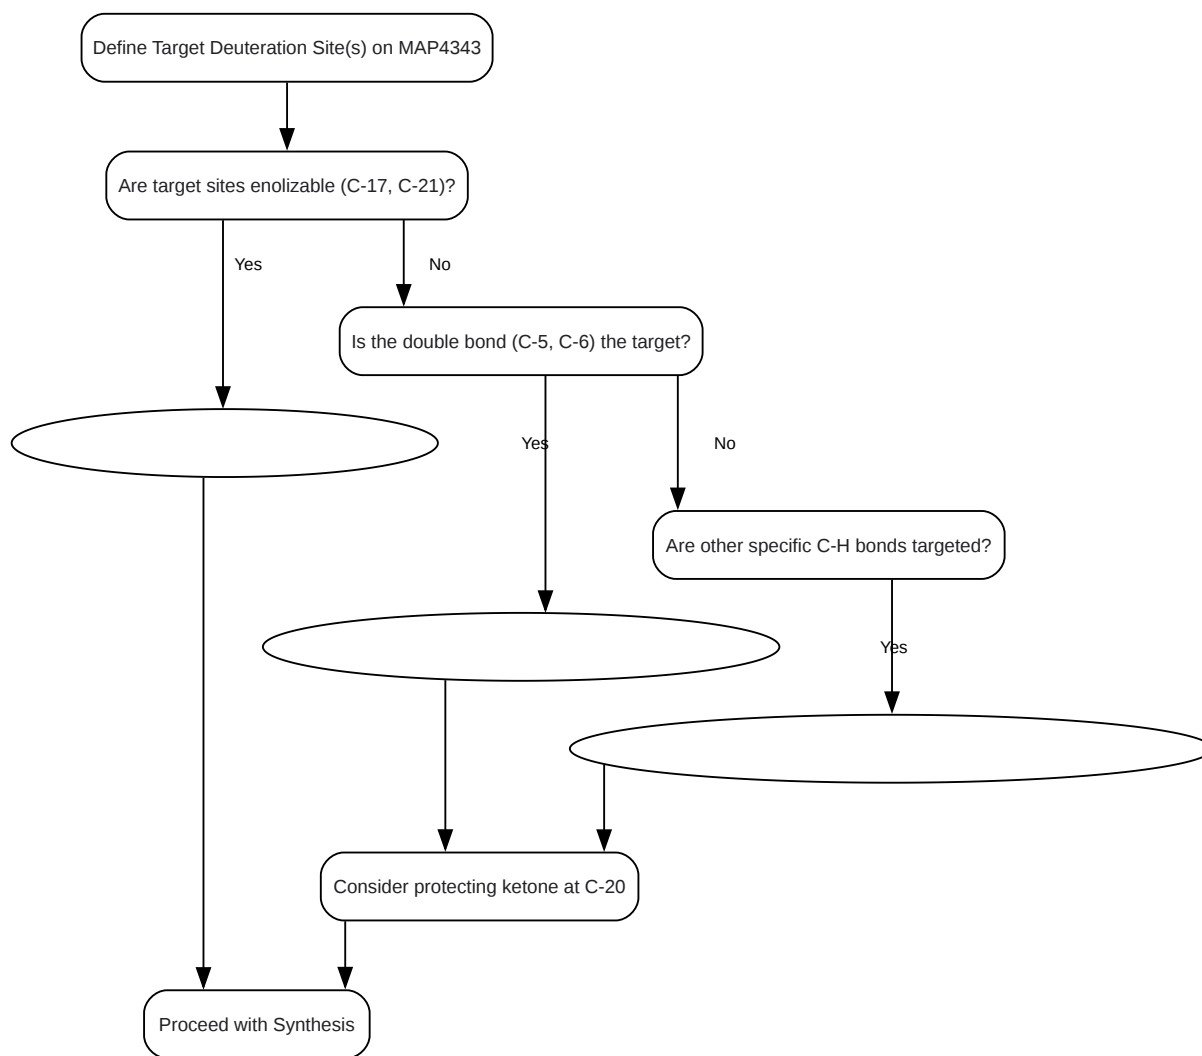 Define Target Deuteration Site(s) on MAP4343
Are target sites enolizable (C-17, C-21)?
Yes
No
Is the double bond (C-5, C-6) the target?
Yes
No
Are other specific C-H bonds targeted?
Yes
Consider protecting ketone at C-20
Proceed with Synthesis